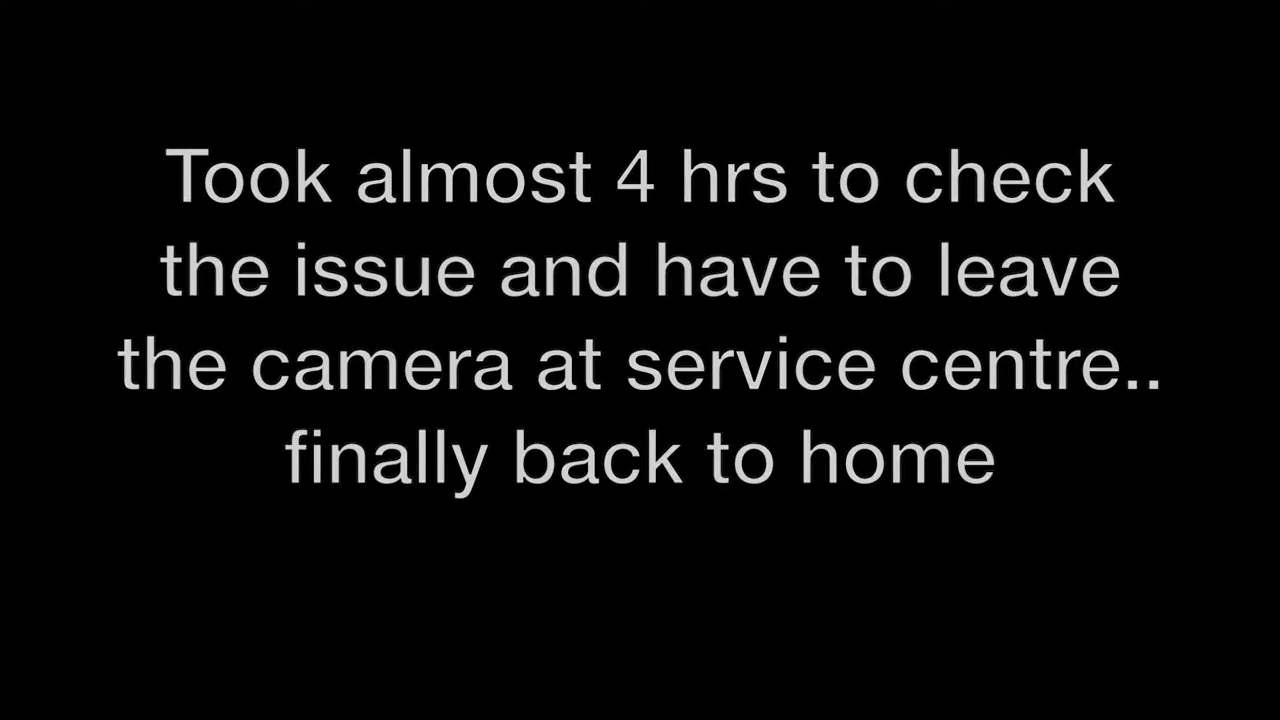 Took almost 4 hrs to check
the issue and have to leave
the camera at service centre..
finally back to home